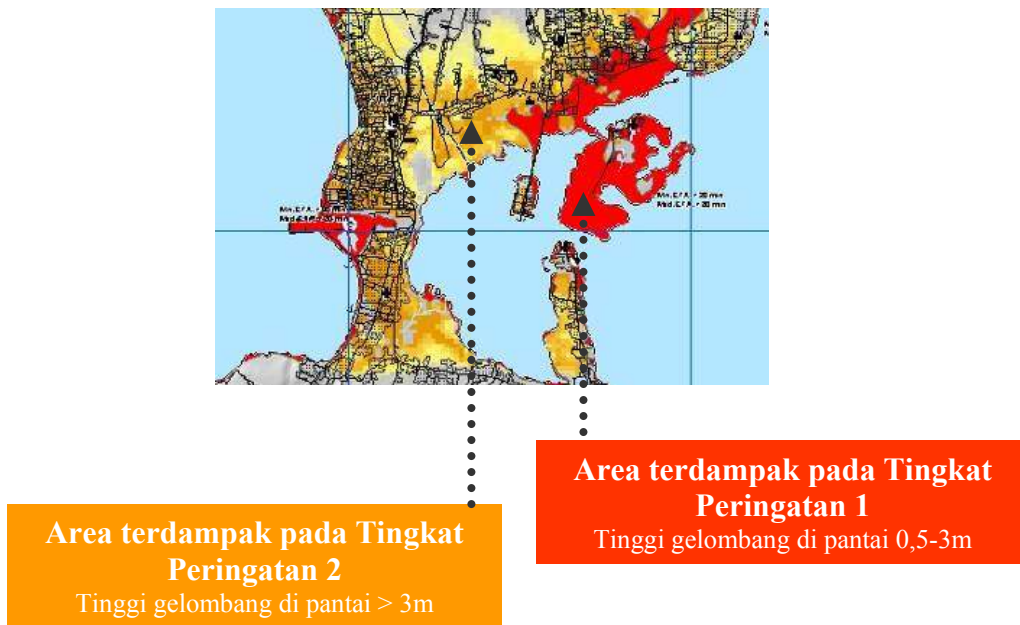 Area terdampak pada Tingkat
Peringatan 1
Tinggi gelombang di pantai 0,5-3m
Area terdampak pada Tingkat
Peringatan 2
Tinggi gelombang di pantai > 3m